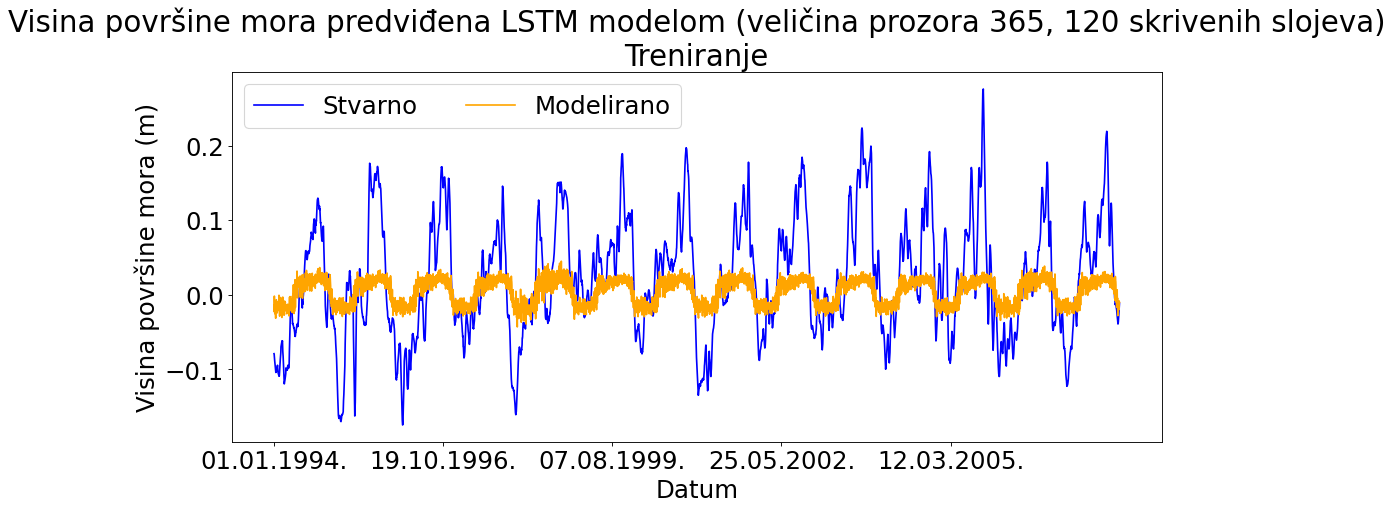 Visina površine mora predviđena LSTM modelom (veličina prozora 365, 120 skrivenih slojeva)
Treniranje
Stvarno Modelirano
Visina površine mora (m)
0.2
0.1
0.0
−0.1
01.01.1994. 19.10.1996. 07.08.1999. 25.05.2002. 12.03.2005.
Datum